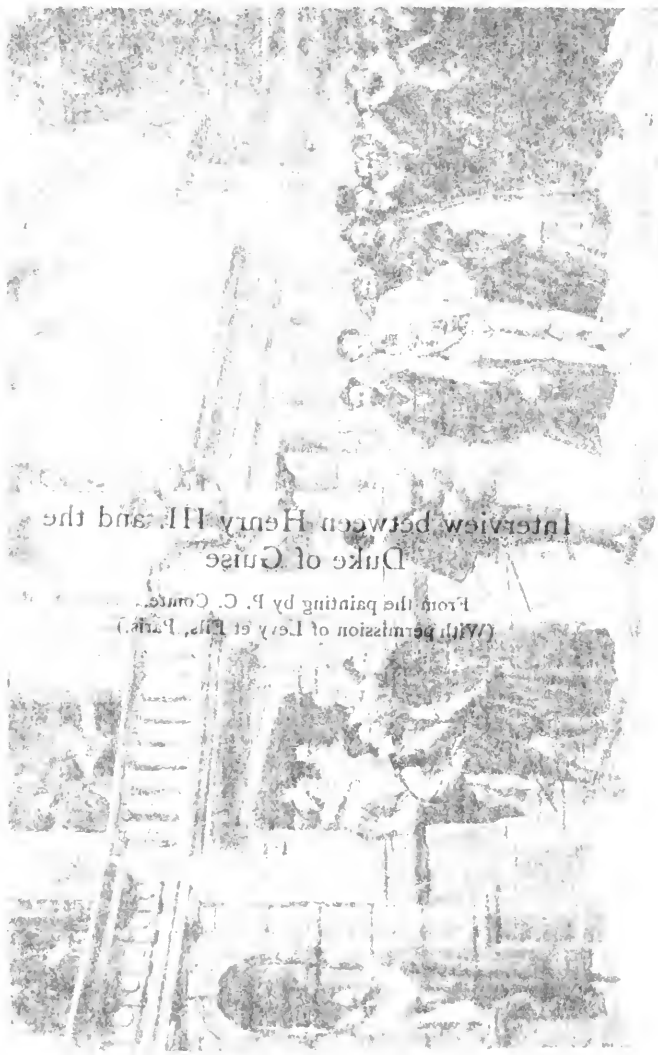 Interview between Henry III. and the
Duke of Guise
From the painting by P. C. Comte.
(With permission of Levy et Fils, Paris.)